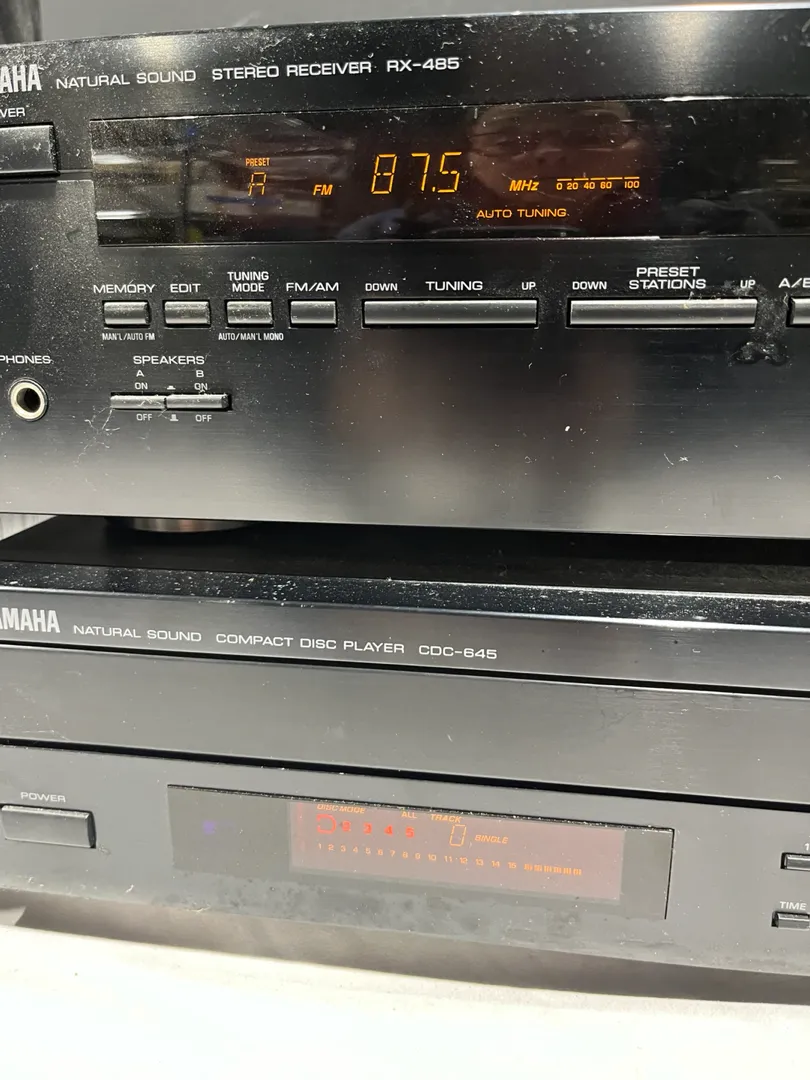 AHA NATURAL SOUND STEREO RECEIVER RX-485
VER
PRESET
A FM 87.5 MHz 0 20 40 60 100
AUTO TUNING
MEMORY EDIT TUNING MODE FM/AM DOWN TUNING UP DOWN PRESET STATIONS UP A/
MAN'L/AUTO FM AUTO/MAN'L MONO
PHONES
SPEAKERS
A B
ON ON
OFF OFF
AMAHA NATURAL SOUND COMPACT DISC PLAYER CDC-645
POWER
DISC MODE ALL TRACK
2 3 4 5 0 SINGLE
1 2 3 4 5 6 7 8 9 10 11 12 13 14 15
1
TIME